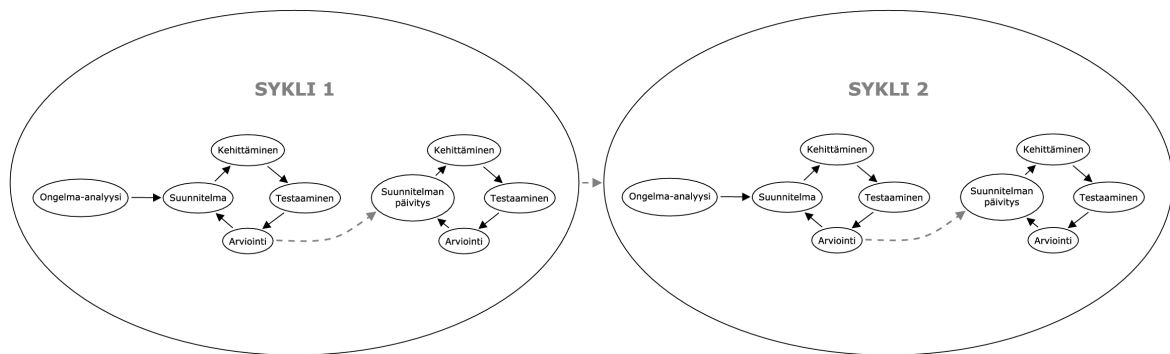 SYKLI 1
Kehittäminen
Ongelma-analyysi
Suunnitelma
Testaaminen
Arviointi
Kehittäminen
Suunnitelman
päivitys
Testaaminen
Arviointi
SYKLI 2
Kehittäminen
Ongelma-analyysi
Suunnitelma
Testaaminen
Arviointi
Kehittäminen
Suunnitelman
päivitys
Testaaminen
Arviointi